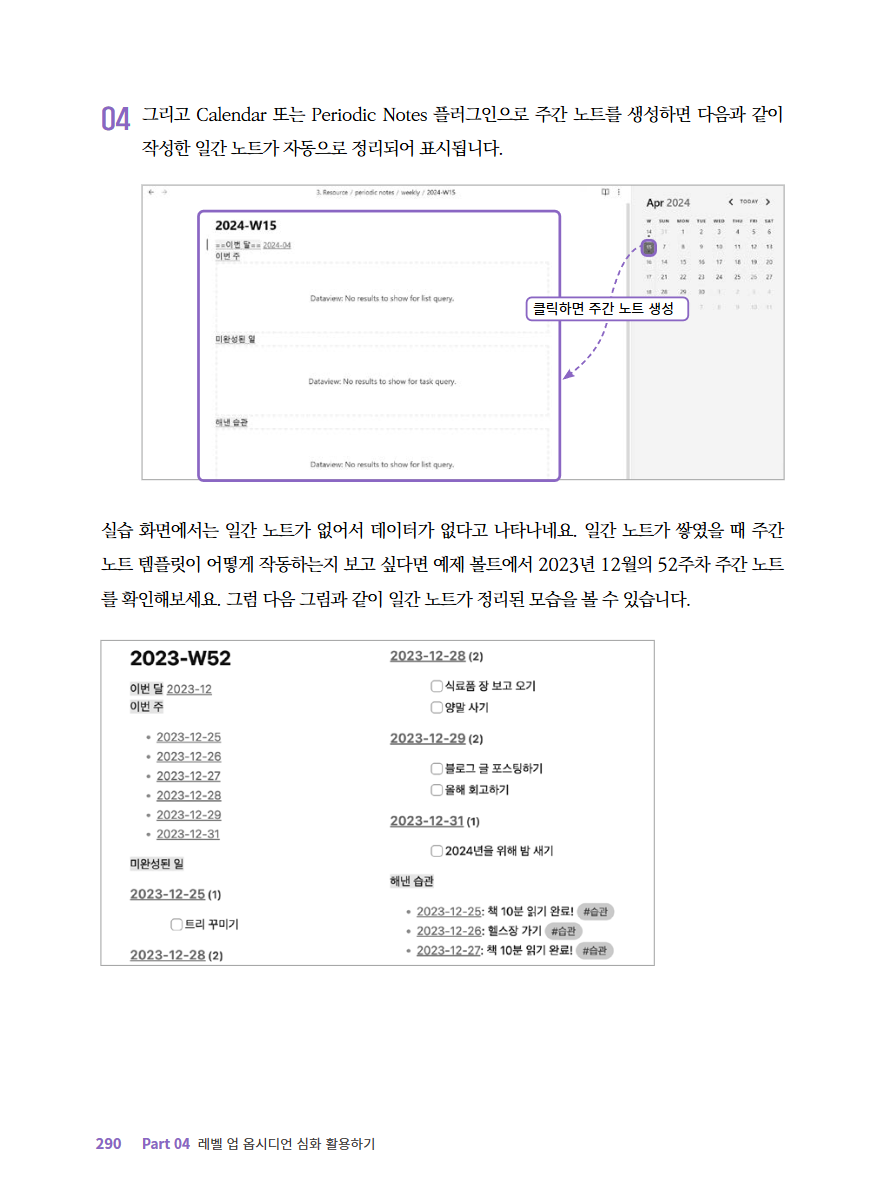 04 그리고 Calendar 또는 Periodic Notes 플러그인으로 주간 노트를 생성하면 다음과 같이
작성한 일간 노트가 자동으로 정리되어 표시됩니다.
3. Resource / periodic notes / weekly / 2024-W15
2024-W15
==이번 달== 2024-04
이번 주
Dataview: No results to show for list query.
미완성된 일
Dataview: No results to show for task query.
해낸 습관
Dataview: No results to show for list query.
Apr 2024 < TODAY >
W SUN MON TUE WED THU FRI SAT
14 31 1 2 3 4 5 6
15 7 8 9 10 11 12 13
16 14 15 16 17 18 19 20
17 21 22 23 24 25 26 27
18 28 29 30 1 2 3 4
7 8 9 10 11
클릭하면 주간 노트 생성
실습 화면에서는 일간 노트가 없어서 데이터가 없다고 나타나네요. 일간 노트가 쌓였을 때 주간
노트 템플릿이 어떻게 작동하는지 보고 싶다면 예제 볼트에서 2023년 12월의 52주차 주간 노트
를 확인해보세요. 그럼 다음 그림과 같이 일간 노트가 정리된 모습을 볼 수 있습니다.
2023-W52
이번 달 2023-12
이번 주
• 2023-12-25
• 2023-12-26
• 2023-12-27
• 2023-12-28
• 2023-12-29
• 2023-12-31
미완성된 일
2023-12-25 (1)
트리 꾸미기
2023-12-28 (2)
2023-12-28 (2)
식료품 장 보고 오기
양말 사기
2023-12-29 (2)
블로그 글 포스팅하기
올해 회고하기
2023-12-31 (1)
2024년을 위해 밤 새기
해낸 습관
• 2023-12-25: 책 10분 읽기 완료! #습관
• 2023-12-26: 헬스장 가기 #습관
• 2023-12-27: 책 10분 읽기 완료! #습관
290 Part 04 레벨 업 옵시디언 심화 활용하기